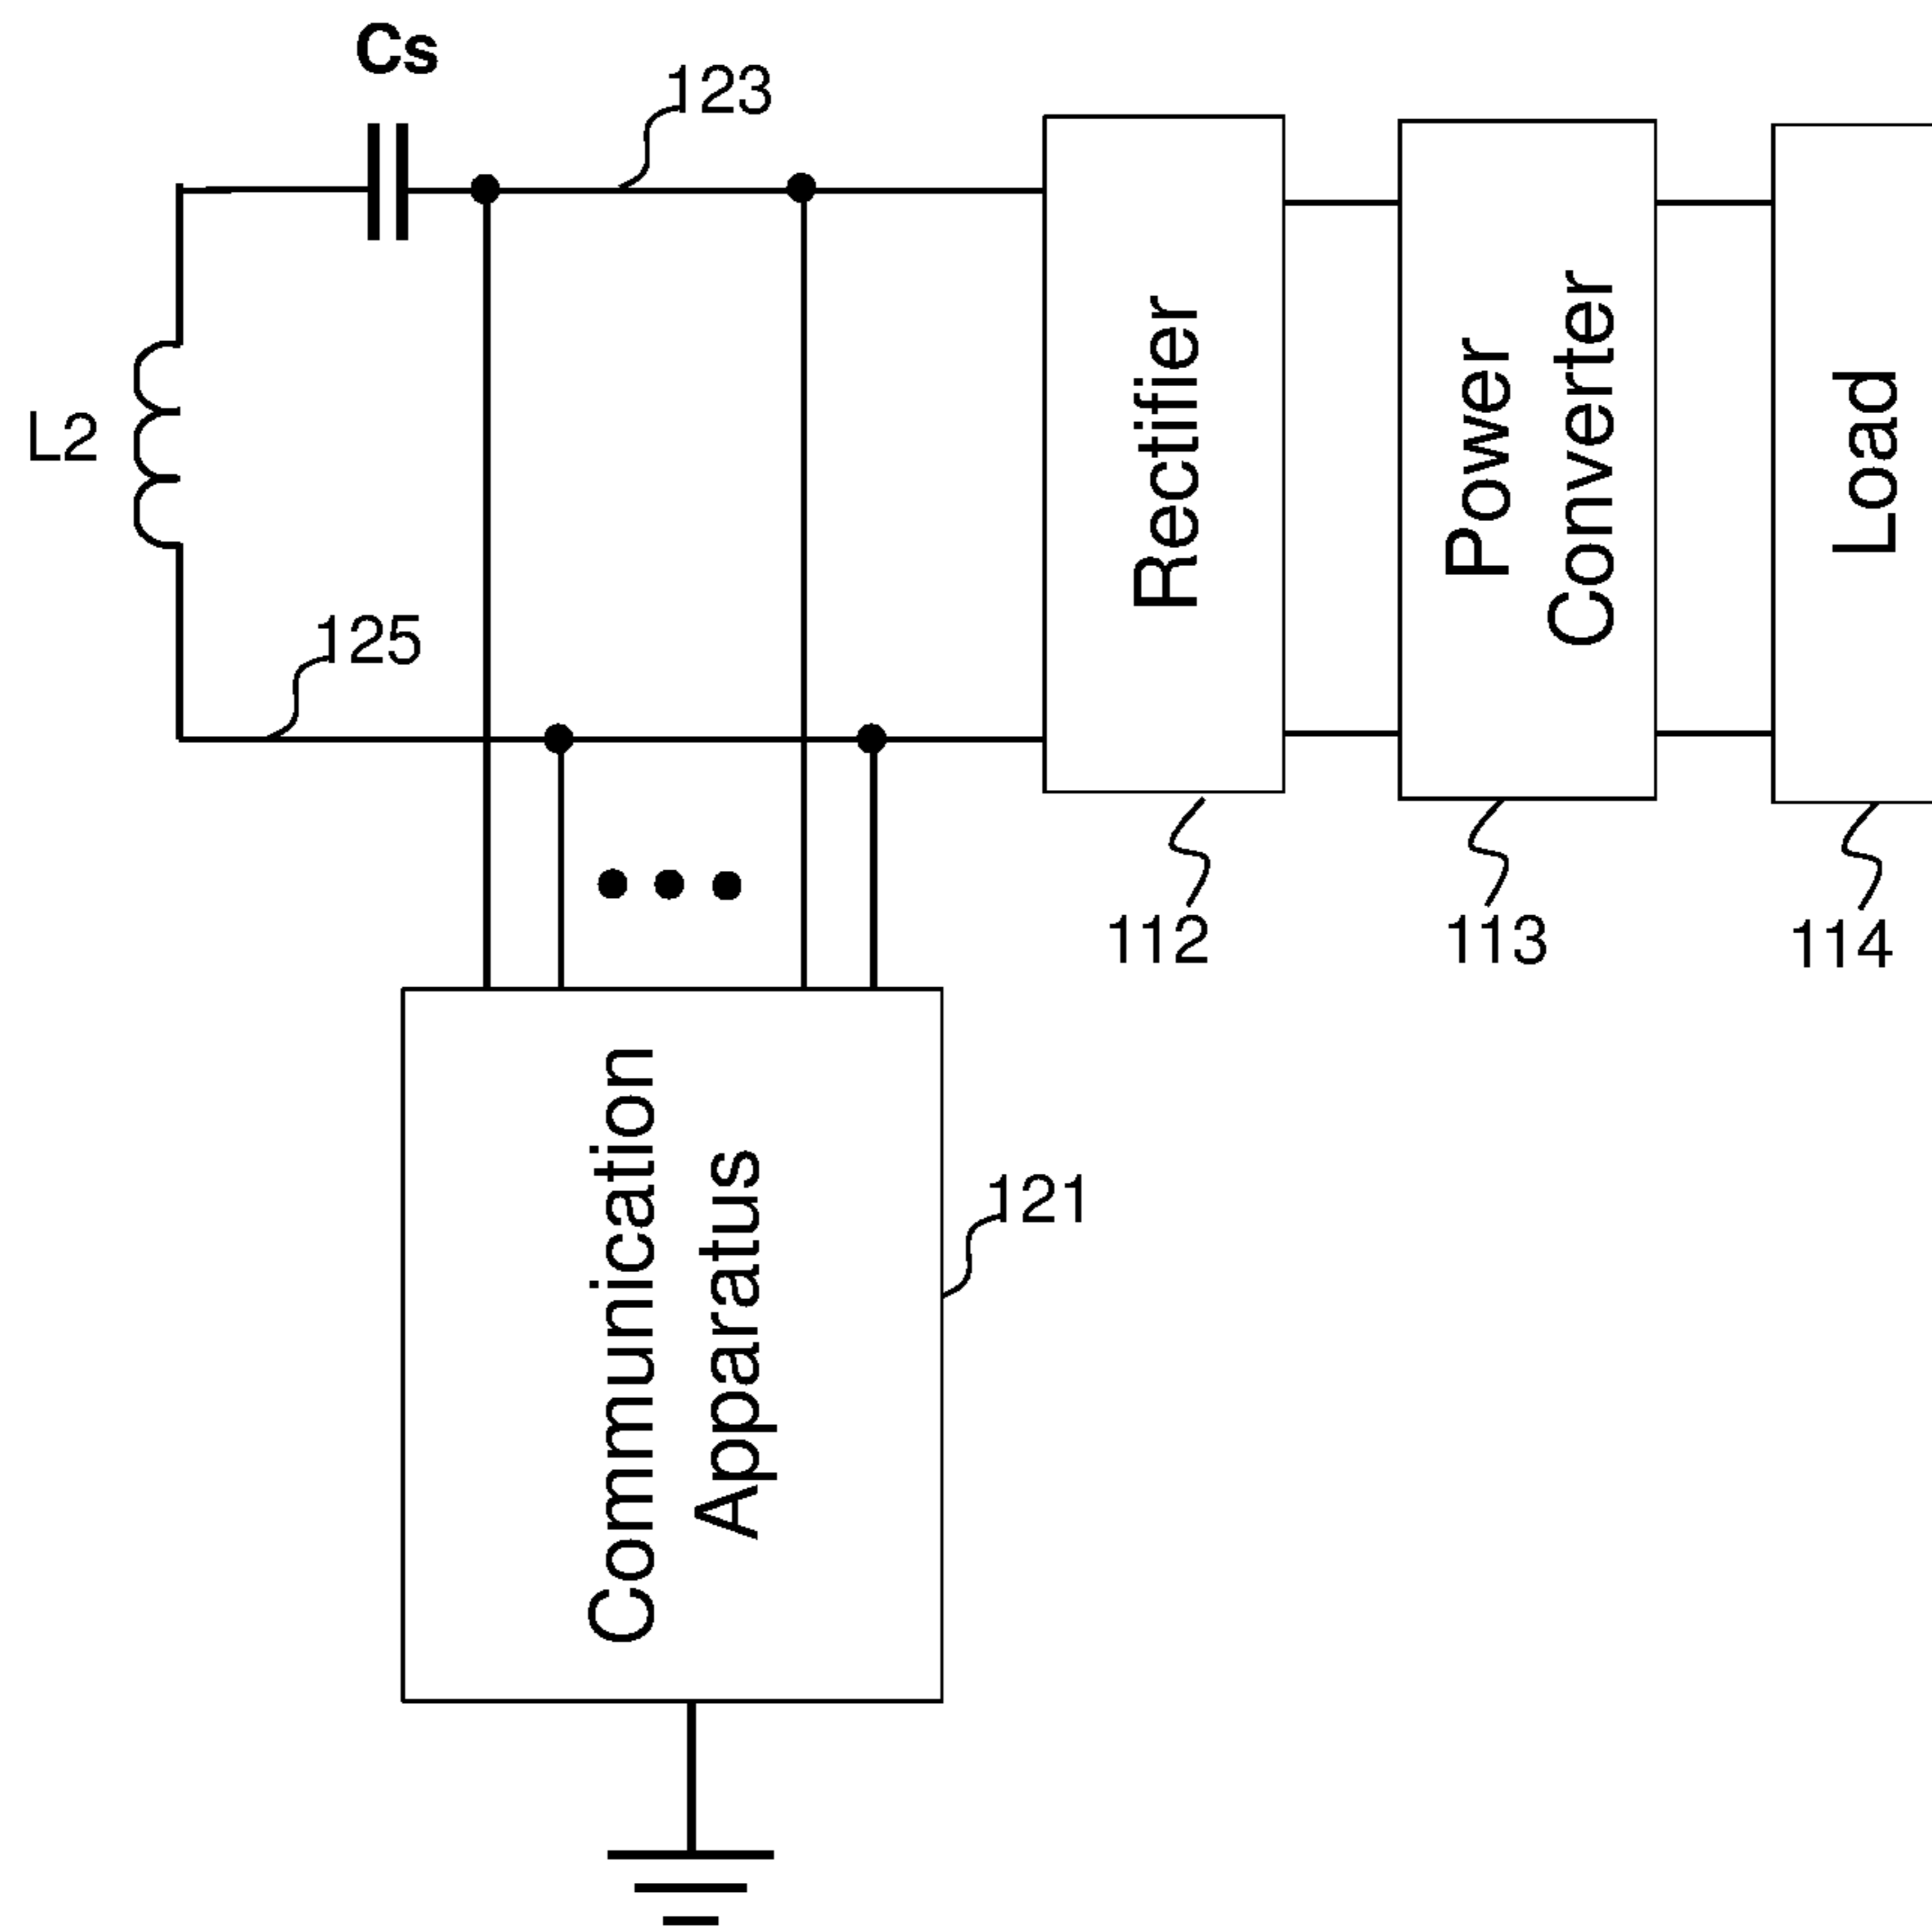 Cs
123
L2
125
Rectifier
Power
Converter
Load
112
113
114
Communication
Apparatus
121